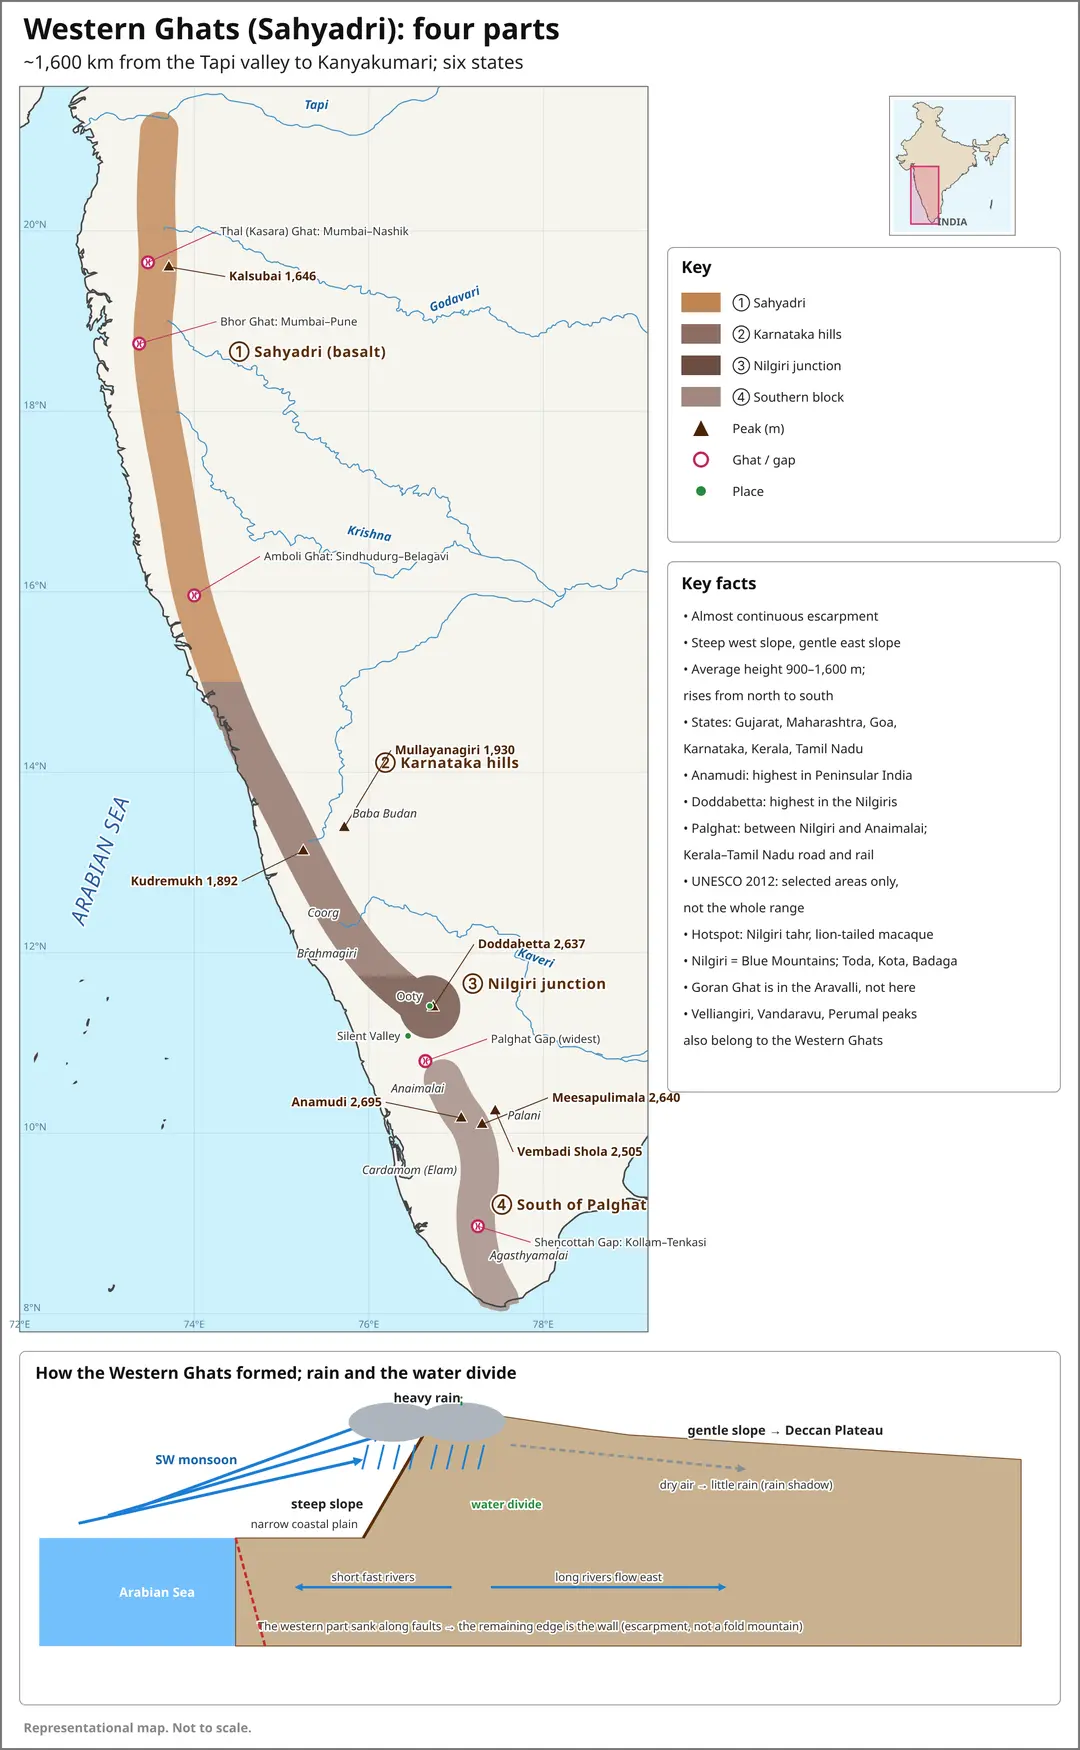 Western Ghats (Sahyadri): four parts
~1,600 km from the Tapi valley to Kanyakumari; six states
Tapi
20°N
Thal (Kasara) Ghat: Mumbai–Nashik
Kalsubai 1,646
Godavari
Bhor Ghat: Mumbai–Pune
① Sahyadri (basalt)
18°N
Krishna
Amboli Ghat: Sindhudurg–Belagavi
16°N
Mullayanagiri 1,930
② Karnataka hills
14°N
Baba Budan
ARABIAN SEA
Kudremukh 1,892
Coorg
12°N
Brahmagiri
Doddabetta 2,637
Kaveri
③ Nilgiri junction
Ooty
Silent Valley
Palghat Gap (widest)
Anaimalai
Anamudi 2,695
Meesapulimala 2,640
Palani
10°N
Vembadi Shola 2,505
Cardamom (Elam)
④ South of Palghat
Shencottah Gap: Kollam–Tenkasi
Agasthyamalai
8°N
72°E
74°E
76°E
78°E
INDIA
Key
① Sahyadri
② Karnataka hills
③ Nilgiri junction
④ Southern block
Peak (m)
Ghat / gap
Place
Key facts
• Almost continuous escarpment
• Steep west slope, gentle east slope
• Average height 900–1,600 m;
rises from north to south
• States: Gujarat, Maharashtra, Goa,
Karnataka, Kerala, Tamil Nadu
• Anamudi: highest in Peninsular India
• Doddabetta: highest in the Nilgiris
• Palghat: between Nilgiri and Anaimalai;
Kerala–Tamil Nadu road and rail
• UNESCO 2012: selected areas only,
not the whole range
• Hotspot: Nilgiri tahr, lion-tailed macaque
• Nilgiri = Blue Mountains; Toda, Kota, Badaga
• Goran Ghat is in the Aravalli, not here
• Velliangiri, Vandaravu, Perumal peaks
also belong to the Western Ghats
How the Western Ghats formed; rain and the water divide
heavy rain
gentle slope → Deccan Plateau
SW monsoon
dry air → little rain (rain shadow)
steep slope
water divide
narrow coastal plain
short fast rivers
long rivers flow east
Arabian Sea
The western part sank along faults → the remaining edge is the wall (escarpment, not a fold mountain)
Representational map. Not to scale.